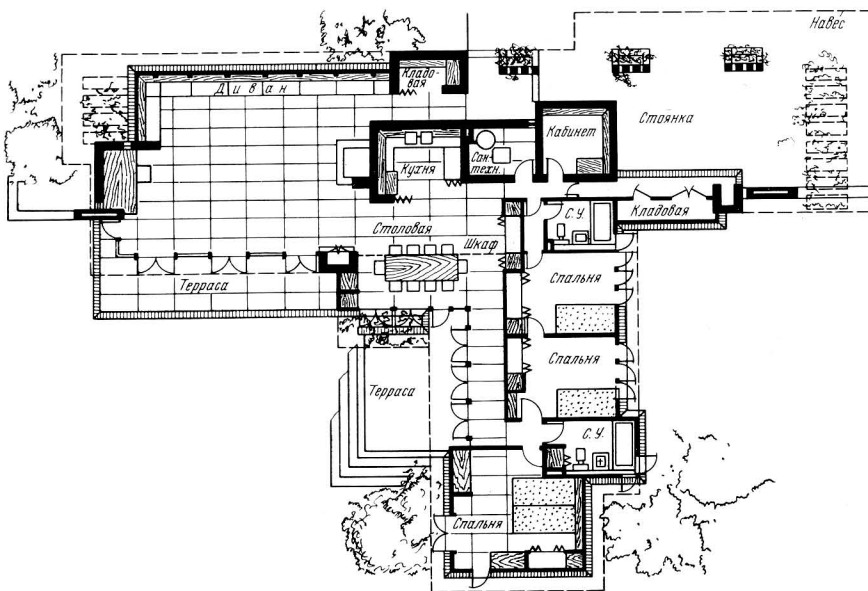 Навес
Кладо-
вая
Диван
Стоянка
Кабинет
Сан.
техн.
Кухня
С.У.
Кладовая
Столовая
Шкаф
Спальня
Терраса
Спальня
Терраса
С.У.
Спальня